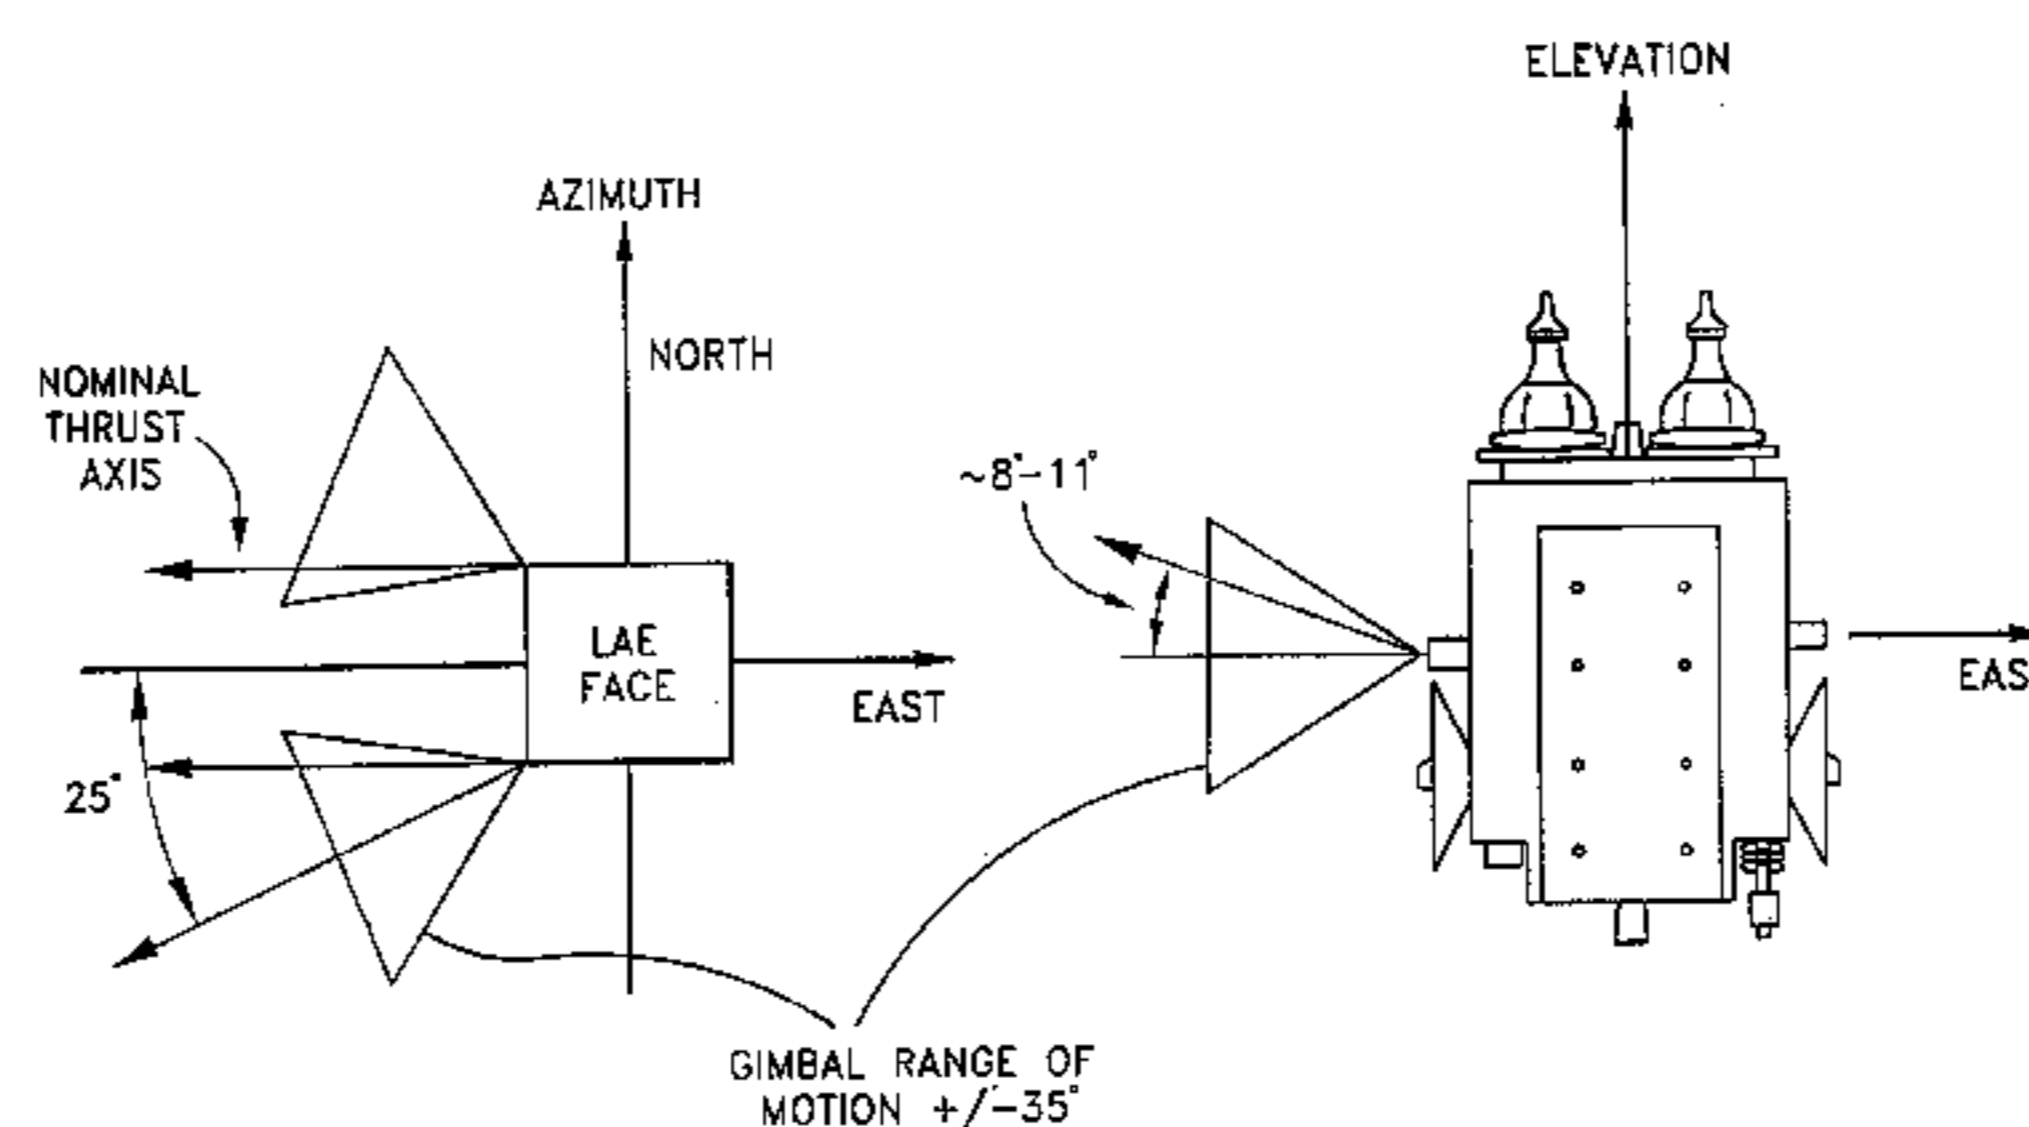 ELEVATION
AZIMUTH
NORTH
NOMINAL
THRUST
AXIS
~8°-11°
LAE
FACE
EAST
EAS
25°
GIMBAL RANGE OF
MOTION +/-35°